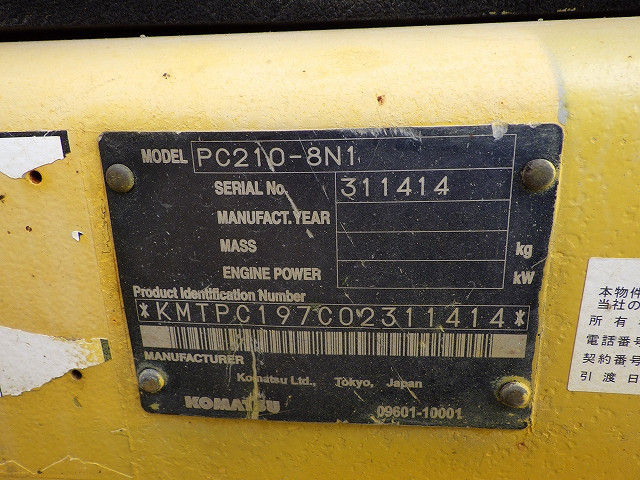 MODEL PC210-8N1
SERIAL No. 311414
MANUFACT. YEAR
MASS kg
ENGINE POWER kW
Product Identification Number
*KMTPC197C02311414*
MANUFACTURER
Komatsu Ltd., Tokyo, Japan
KOMATSU 09601-10001
本物件
当社の
所有
電話番号
契約番号
引渡日